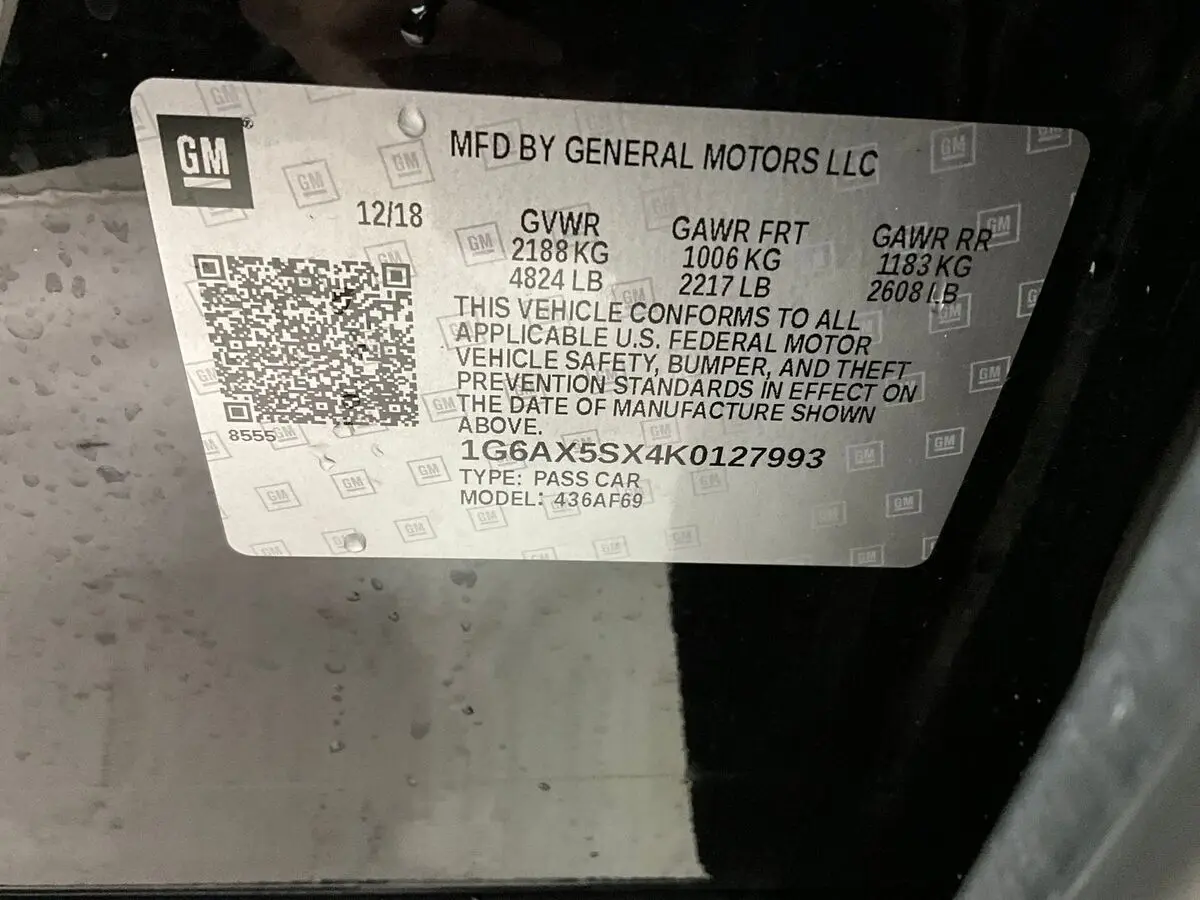 GM
MFD BY GENERAL MOTORS LLC
12/18
GVWR GAWR FRT GAWR RR
2188 KG 1006 KG 1183 KG
4824 LB 2217 LB 2608 LB
THIS VEHICLE CONFORMS TO ALL
APPLICABLE U.S. FEDERAL MOTOR
VEHICLE SAFETY, BUMPER, AND THEFT
PREVENTION STANDARDS IN EFFECT ON
THE DATE OF MANUFACTURE SHOWN
ABOVE.
8555
1G6AX5SX4K0127993
TYPE: PASS CAR
MODEL: 436AF69